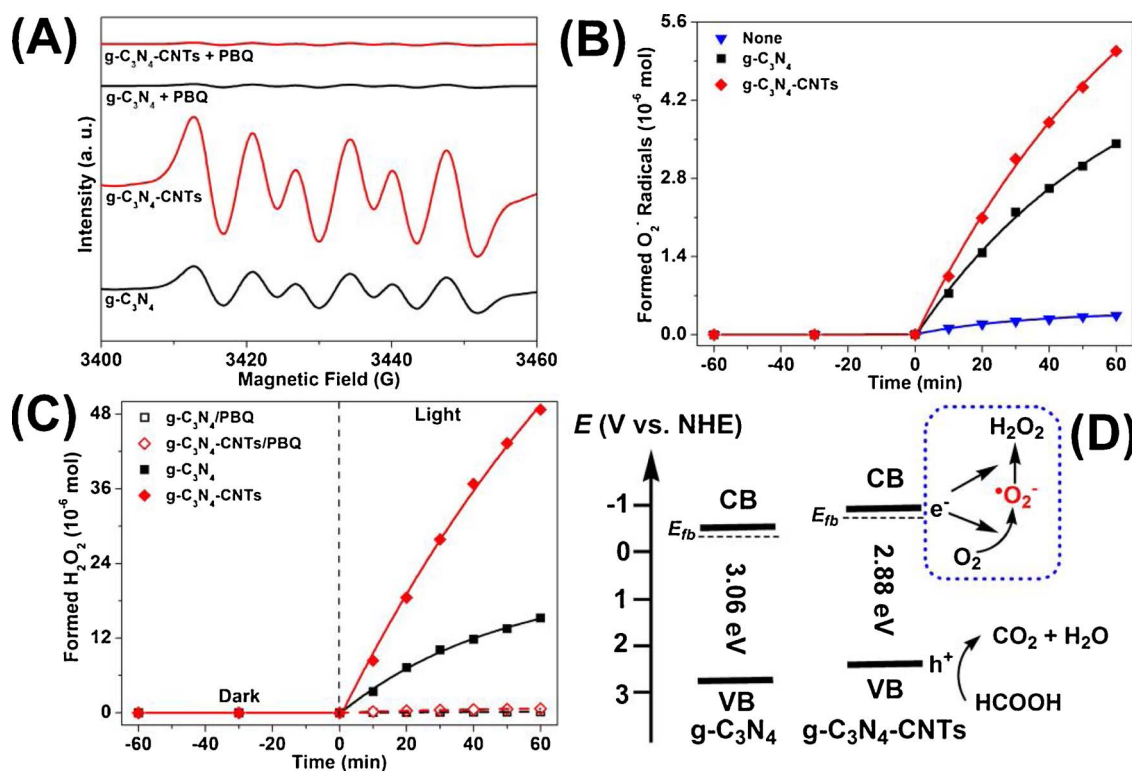 (A)
g-C₃N₄-CNTs + PBQ
g-C₃N₄ + PBQ
g-C₃N₄-CNTs
g-C₃N₄
Intensity (a. u.)
3400 3420 3440 3460
Magnetic Field (G)
(B)
None
g-C₃N₄
g-C₃N₄-CNTs
Formed O₂⁻ Radicals (10⁻⁶ mol)
5.6
4.2
2.8
1.4
0.0
-60 -40 -20 0 20 40 60
Time (min)
(C)
g-C₃N₄/PBQ
g-C₃N₄-CNTs/PBQ
g-C₃N₄
g-C₃N₄-CNTs
Light
Dark
Formed H₂O₂ (10⁻⁶ mol)
48
36
24
12
0
-60 -40 -20 0 20 40 60
Time (min)
(D)
E (V vs. NHE)
-1
0
1
2
3
CB
E_fb
3.06 eV
VB
g-C₃N₄
CB
E_fb
2.88 eV
VB
g-C₃N₄-CNTs
e⁻
H₂O₂
•O₂⁻
O₂
h⁺
CO₂ + H₂O
HCOOH